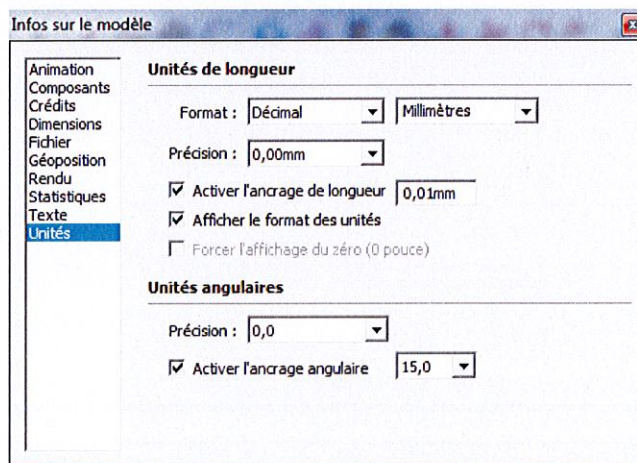 Infos sur le modèle
Animation
Composants
Crédits
Dimensions
Fichier
Géoposition
Rendu
Statistiques
Texte
Unités
Unités de longueur
Format : Décimal Millimètres
Précision : 0,00mm
Activer l'ancrage de longueur 0,01mm
Afficher le format des unités
Forcer l'affichage du zéro (0 pouce)
Unités angulaires
Précision : 0,0
Activer l'ancrage angulaire 15,0